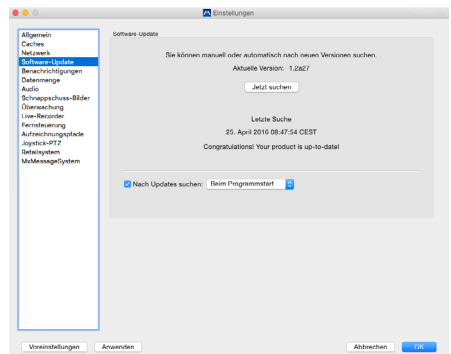 Einstellungen
Allgemein
Caches
Netzwerk
Software-Update
Benachrichtigungen
Datenmenge
Audio
Schnappschuss-Bilder
Überwachung
Live-Recorder
Fernsteuerung
Aufzeichnungspfade
Joystick-PTZ
Retailsystem
MxMessageSystem
Software-Update
Sie können manuell oder automatisch nach neuen Versionen suchen.
Aktuelle Version: 1.2a27
Jetzt suchen
Letzte Suche
25. April 2016 08:47:54 CEST
Congratulations! Your product is up-to-date!
Nach Updates suchen: Beim Programmstart
Voreinstellungen Anwenden Abbrechen OK